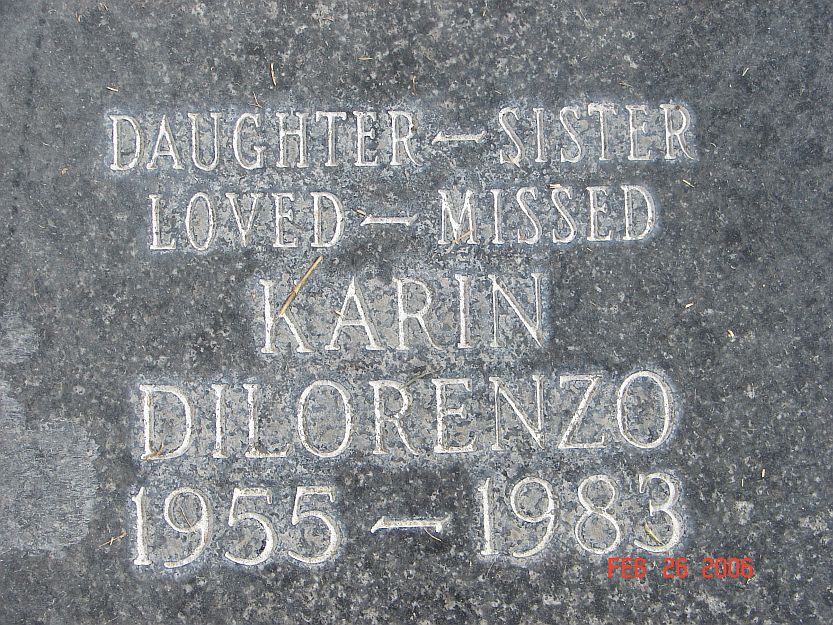 DAUGHTER — SISTER
LOVED — MISSED
KARIN
DILORENZO
1955 — 1983
FEB 26 2006